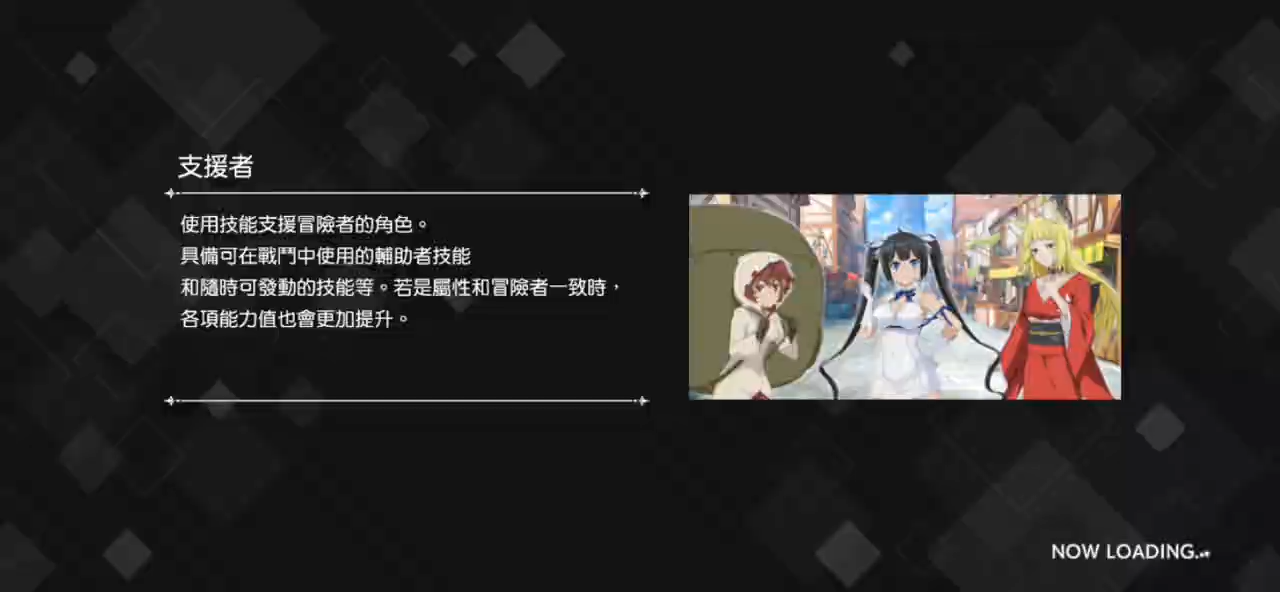 支援者
使用技能支援冒險者的角色。
具備可在戰鬥中使用的輔助者技能
和隨時可發動的技能等。若是屬性和冒險者一致時，
各項能力值也會更加提升。
NOW LOADING...